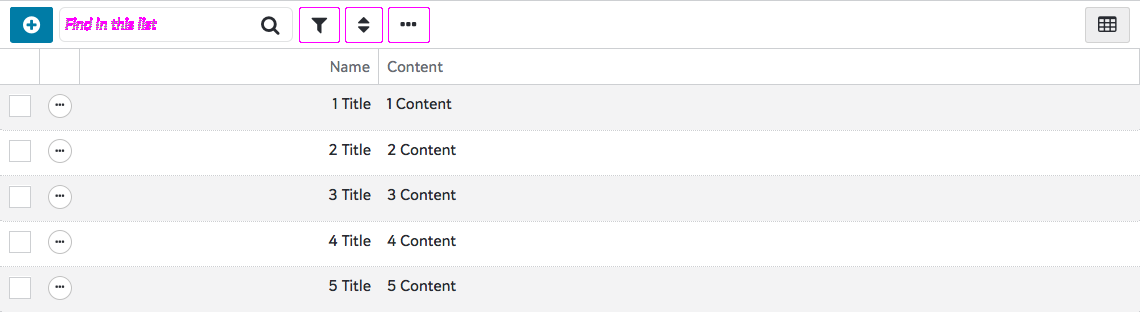 Find in this list
Name Content
1 Title 1 Content
2 Title 2 Content
3 Title 3 Content
4 Title 4 Content
5 Title 5 Content